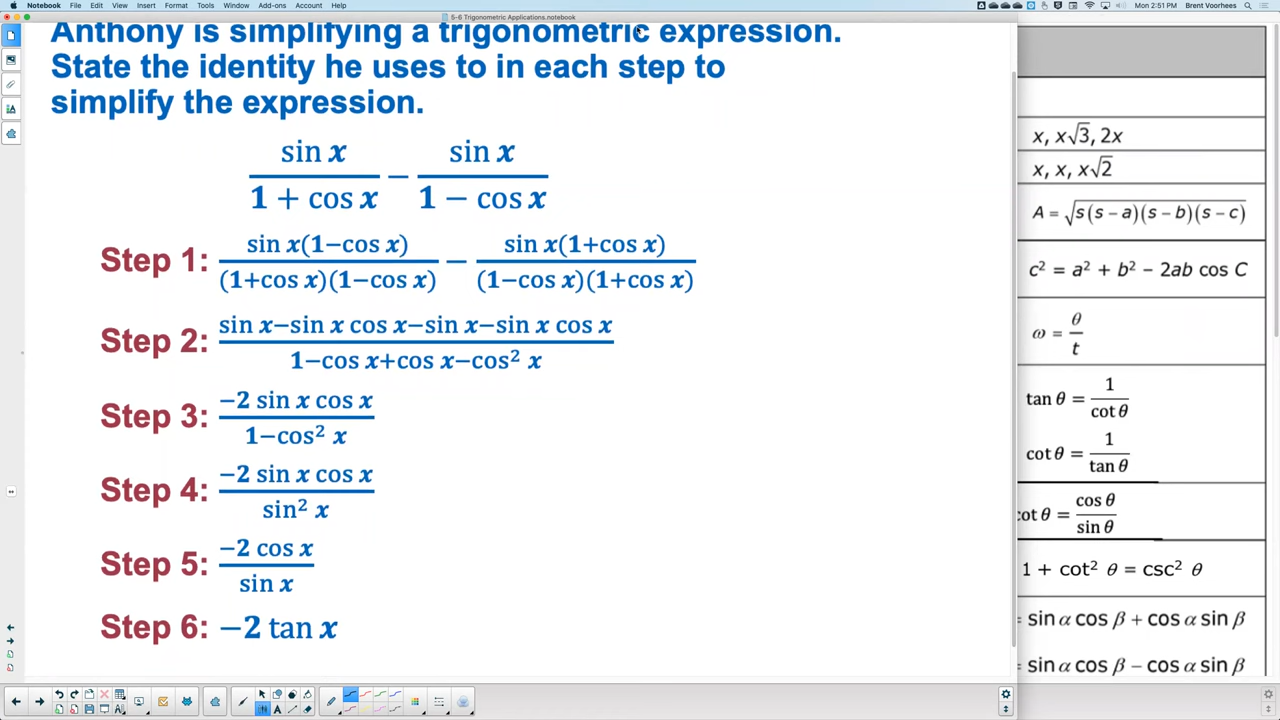 Notebook File Edit View Insert Format Tools Window Add-ons Account Help
Brent Voorhees Mon 2:51 PM
5-6 Trigonometric Applications.notebook
Anthony is simplifying a trigonometric expression.
State the identity he uses to in each step to
simplify the expression.
sin x / (1 + cos x) − sin x / (1 − cos x)
Step 1: sin x(1−cos x) / (1+cos x)(1−cos x) − sin x(1+cos x) / (1−cos x)(1+cos x)
Step 2: sin x−sin x cos x−sin x−sin x cos x / 1−cos x+cos x−cos² x
Step 3: −2 sin x cos x / 1−cos² x
Step 4: −2 sin x cos x / sin² x
Step 5: −2 cos x / sin x
Step 6: −2 tan x
x, x√3, 2x
x, x, x√2
A = √s(s − a)(s − b)(s − c)
c² = a² + b² − 2ab cos C
ω = θ / t
tan θ = 1 / cot θ
cot θ = 1 / tan θ
cot θ = cos θ / sin θ
1 + cot² θ = csc² θ
= sin α cos β + cos α sin β
= sin α cos β − cos α sin β